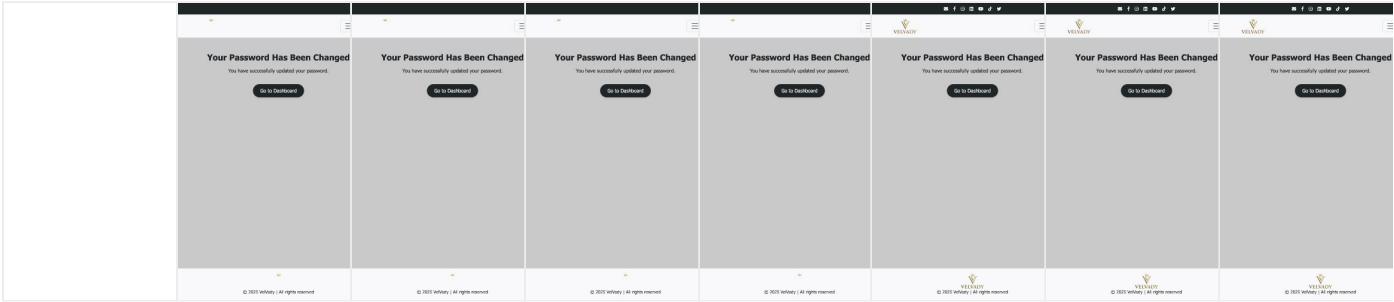 Your Password Has Been Changed
You have successfully updated your password.
Go to Dashboard
© 2025 VelVady | All rights reserved
Your Password Has Been Changed
You have successfully updated your password.
Go to Dashboard
© 2025 VelVady | All rights reserved
Your Password Has Been Changed
You have successfully updated your password.
Go to Dashboard
© 2025 VelVady | All rights reserved
Your Password Has Been Changed
You have successfully updated your password.
Go to Dashboard
© 2025 VelVady | All rights reserved
VELVADY
Your Password Has Been Changed
You have successfully updated your password.
Go to Dashboard
VELVADY
© 2025 VelVady | All rights reserved
VELVADY
Your Password Has Been Changed
You have successfully updated your password.
Go to Dashboard
VELVADY
© 2025 VelVady | All rights reserved
VELVADY
Your Password Has Been Changed
You have successfully updated your password.
Go to Dashboard
VELVADY
© 2025 VelVady | All rights reserved